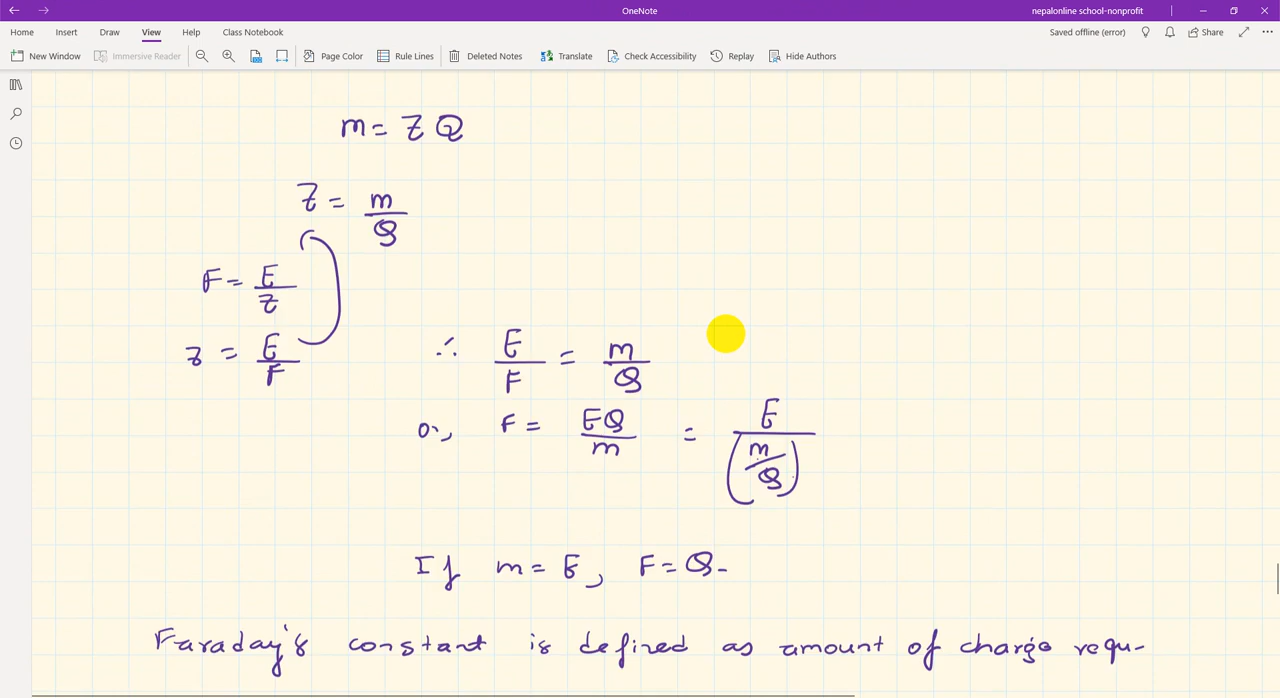 OneNote
nepalonline school-nonprofit
Home Insert Draw View Help Class Notebook
Saved offline (error) Share
New Window Immersive Reader Page Color Rule Lines Deleted Notes Translate Check Accessibility Replay Hide Authors
m = Z Q
Z = m/Q
F = E/Z
z = E/F
∴ E/F = m/Q
or, F = EQ/m = E/(m/Q)
If m = E, F = Q-
Faraday's constant is defined as amount of charge requ-